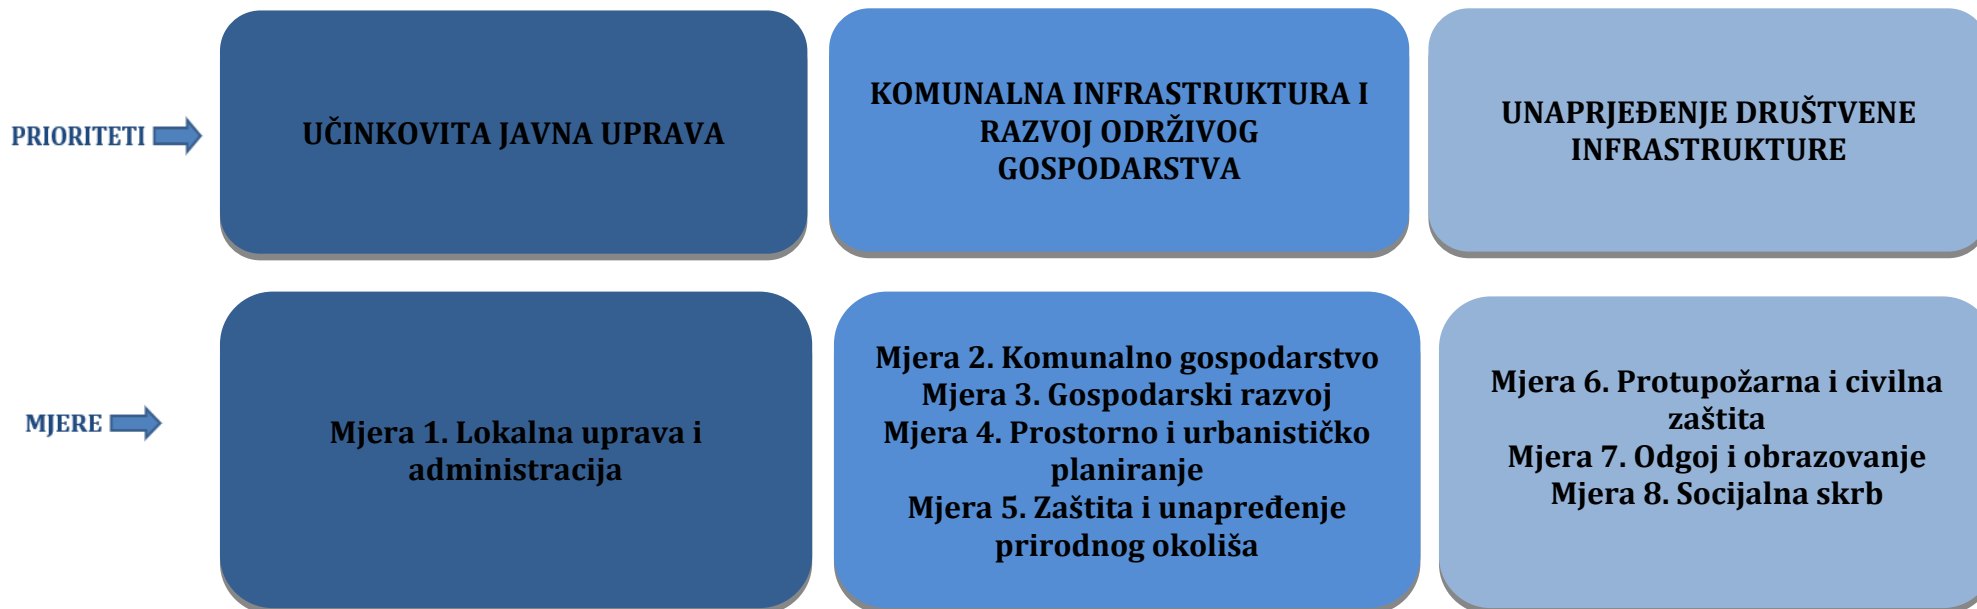 PRIORITETI
UČINKOVITA JAVNA UPRAVA
KOMUNALNA INFRASTRUKTURA I
RAZVOJ ODRŽIVOG
GOSPODARSTVA
UNAPRJEĐENJE DRUŠTVENE
INFRASTRUKTURE
MJERE
Mjera 1. Lokalna uprava i
administracija
Mjera 2. Komunalno gospodarstvo
Mjera 3. Gospodarski razvoj
Mjera 4. Prostorno i urbanističko
planiranje
Mjera 5. Zaštita i unapređenje
prirodnog okoliša
Mjera 6. Protupožarna i civilna
zaštita
Mjera 7. Odgoj i obrazovanje
Mjera 8. Socijalna skrb